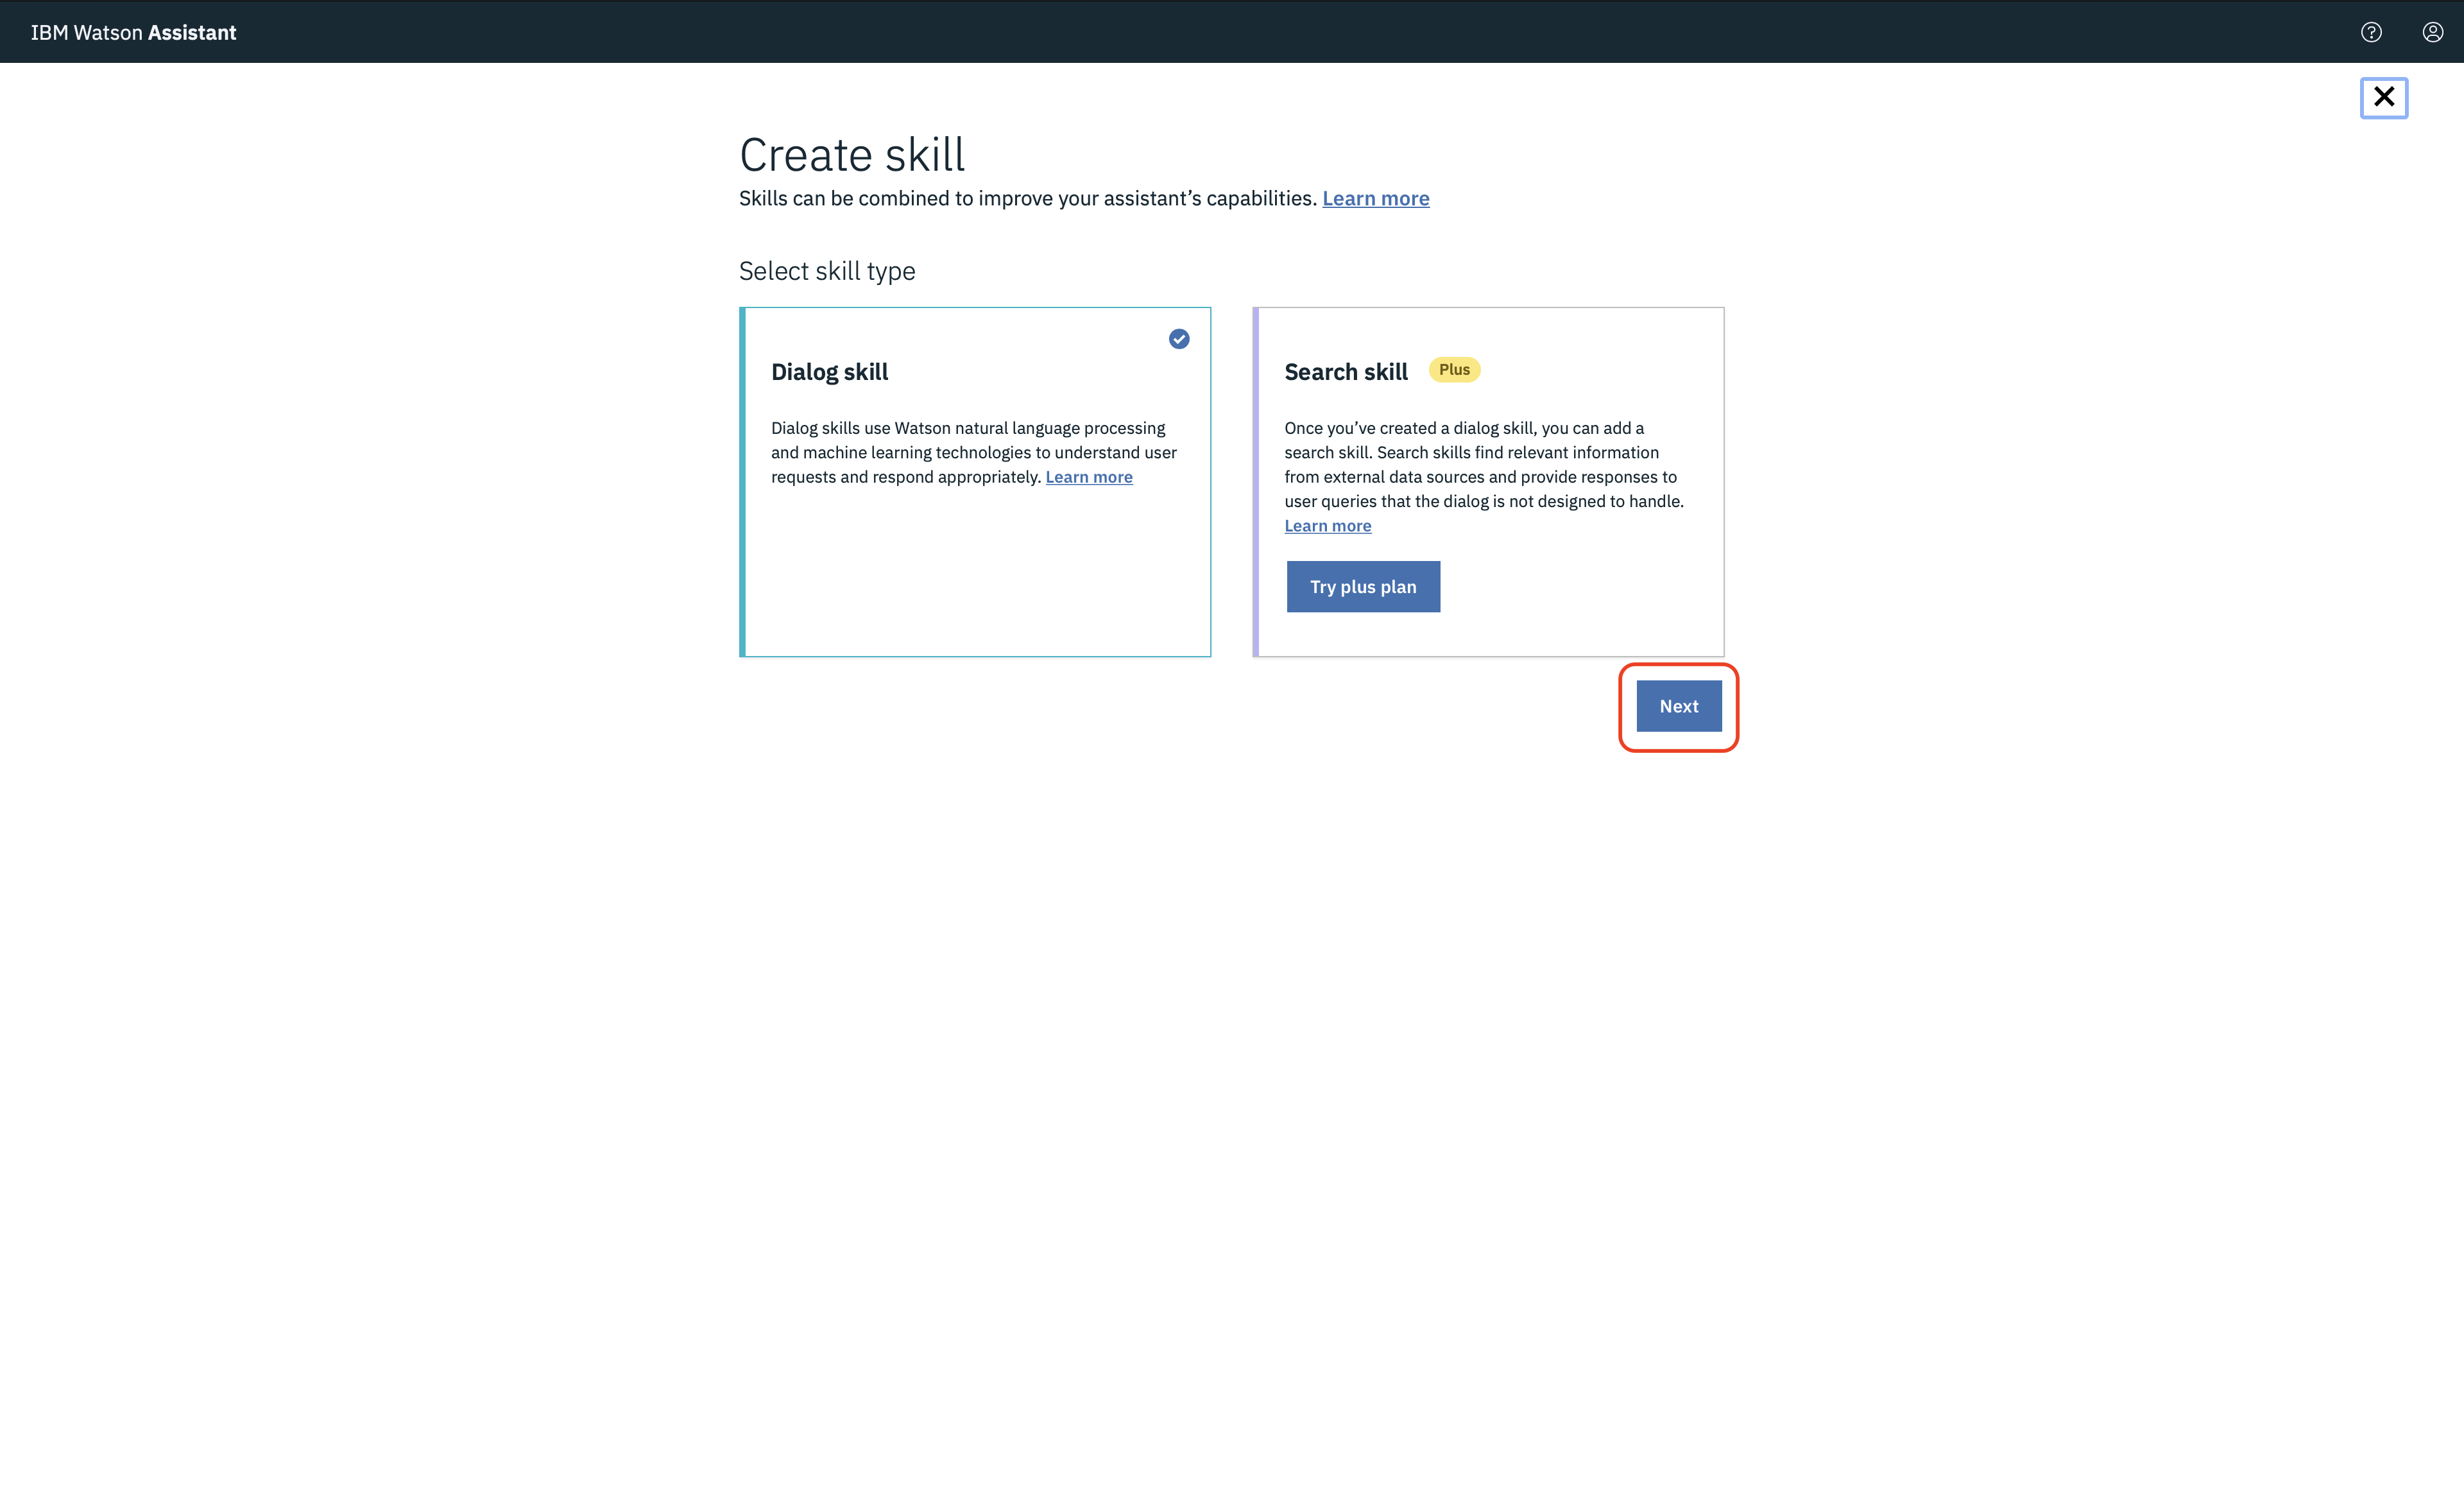 IBM Watson Assistant
Create skill
Skills can be combined to improve your assistant’s capabilities. Learn more
Select skill type
Dialog skill
Dialog skills use Watson natural language processing
and machine learning technologies to understand user
requests and respond appropriately. Learn more
Search skill Plus
Once you’ve created a dialog skill, you can add a
search skill. Search skills find relevant information
from external data sources and provide responses to
user queries that the dialog is not designed to handle.
Learn more
Try plus plan
Next